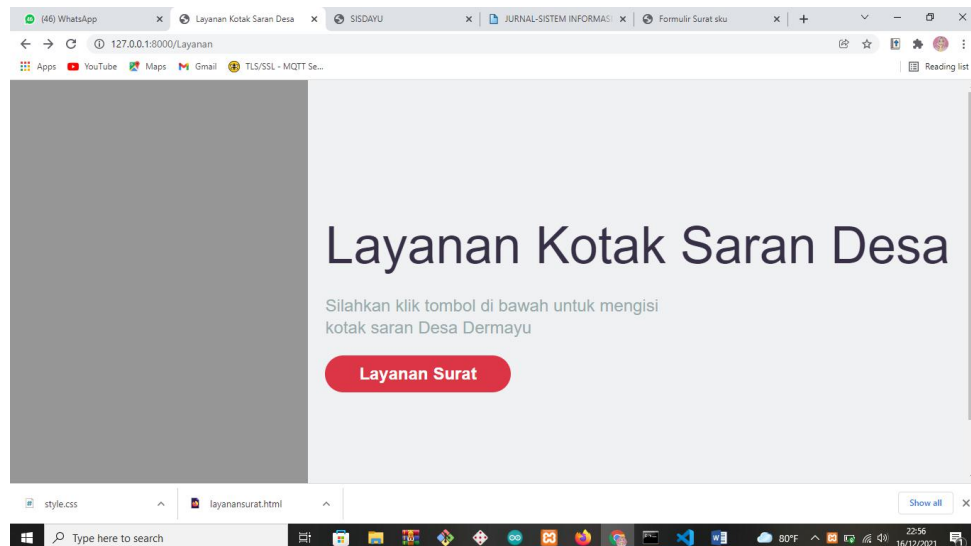 (46) WhatsApp
Layanan Kotak Saran Desa
SISDAYU
JURNAL-SISTEM INFORMAS
Formulir Surat sku
127.0.0.1:8000/Layanan
Apps
YouTube
Maps
Gmail
TLS/SSL - MQTT Se...
Reading list
Layanan Kotak Saran Desa
Silahkan klik tombol di bawah untuk mengisi
kotak saran Desa Dermayu
Layanan Surat
style.css
layanansurat.html
Show all
Type here to search
80°F
22:56
16/12/2021